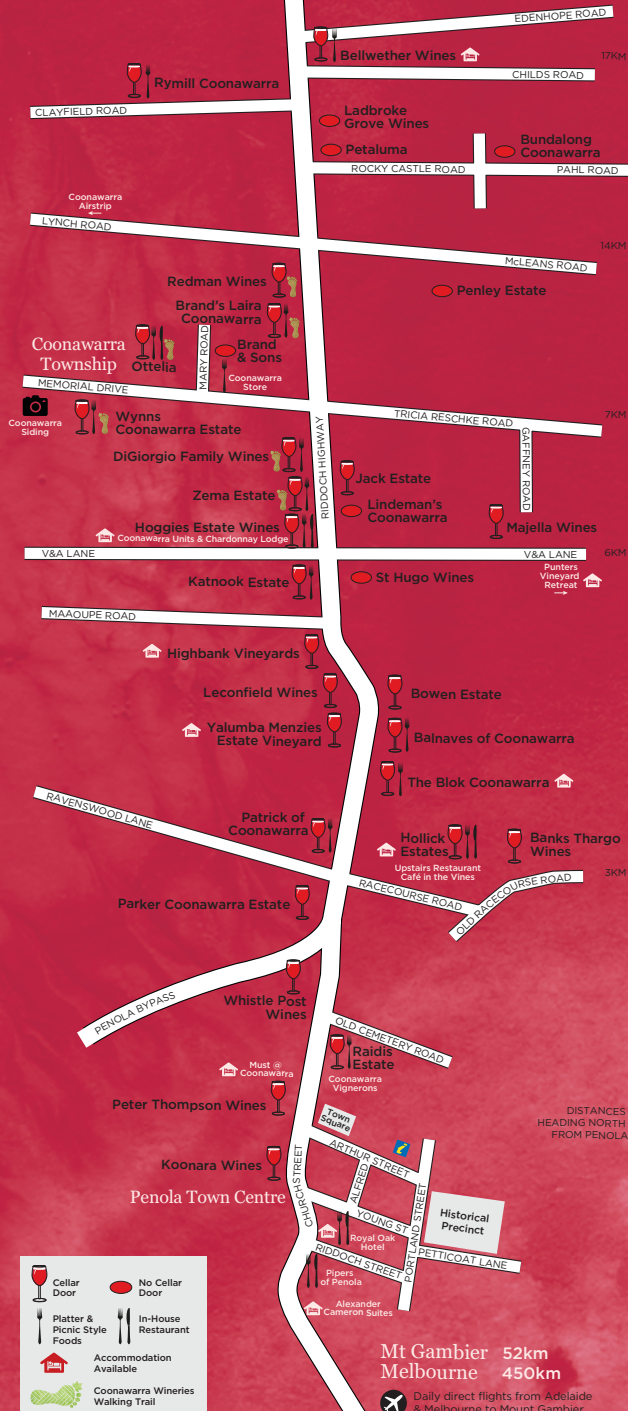 EDENHOPE ROAD
Bellwether Wines
17KM
Rymill Coonawarra
CHILDS ROAD
CLAYFIELD ROAD
Ladbroke
Grove Wines
Petaluma
Bundalong
Coonawarra
ROCKY CASTLE ROAD
PAHL ROAD
Coonawarra
Airstrip
LYNCH ROAD
14KM
McLEANS ROAD
Redman Wines
Penley Estate
Brand's Laira
Coonawarra
Coonawarra
Township
Ottelia
MARY ROAD
Brand
& Sons
Coonawarra
Store
MEMORIAL DRIVE
Coonawarra
Siding
Wynns
Coonawarra Estate
RIDDOCH HIGHWAY
TRICIA RESCHKE ROAD
7KM
GAFFNEY ROAD
DiGiorgio Family Wines
Jack Estate
Zema Estate
Lindeman's
Coonawarra
Hoggies Estate Wines
Coonawarra Units & Chardonnay Lodge
Majella Wines
V&A LANE
V&A LANE
6KM
Katnook Estate
St Hugo Wines
Punters
Vineyard
Retreat
MAAOUPE ROAD
Highbank Vineyards
Leconfield Wines
Bowen Estate
Yalumba Menzies
Estate Vineyard
Balnaves of Coonawarra
The Blok Coonawarra
RAVENSWOOD LANE
Patrick of
Coonawarra
Hollick
Estates
Upstairs Restaurant
Café in the Vines
Banks Thargo
Wines
3KM
RACECOURSE ROAD
OLD RACECOURSE ROAD
Parker Coonawarra Estate
PENOLA BYPASS
Whistle Post
Wines
OLD CEMETERY ROAD
Raidis
Estate
Coonawarra
Vignerons
Must @
Coonawarra
Peter Thompson Wines
DISTANCES
HEADING NORTH
FROM PENOLA
Town
Square
i
ARTHUR STREET
Koonara Wines
ALFRED
CHURCH STREET
Penola Town Centre
YOUNG ST
PORTLAND STREET
Historical
Precinct
Royal Oak
Hotel
RIDDOCH STREET
PETTICOAT LANE
Pipers
of Penola
Alexander
Cameron Suites
Cellar
Door
No Cellar
Door
Platter &
Picnic Style
Foods
In-House
Restaurant
Accommodation
Available
Coonawarra Wineries
Walking Trail
Mt Gambier 52km
Melbourne 450km
Daily direct flights from Adelaide
& Melbourne to Mount Gambier